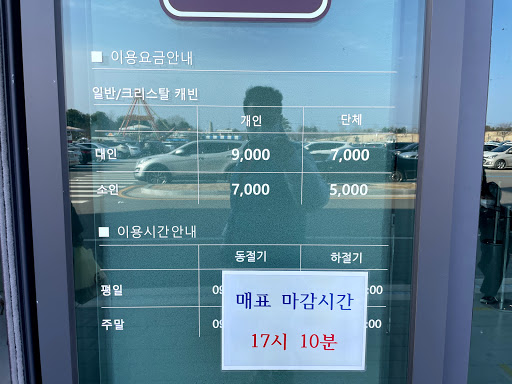 ■ 이용요금안내
일반/크리스탈 캐빈
개인 단체
대인 9,000 7,000
소인 7,000 5,000
■ 이용시간안내
동절기 하절기
평일
주말
매표 마감시간
17시 10분